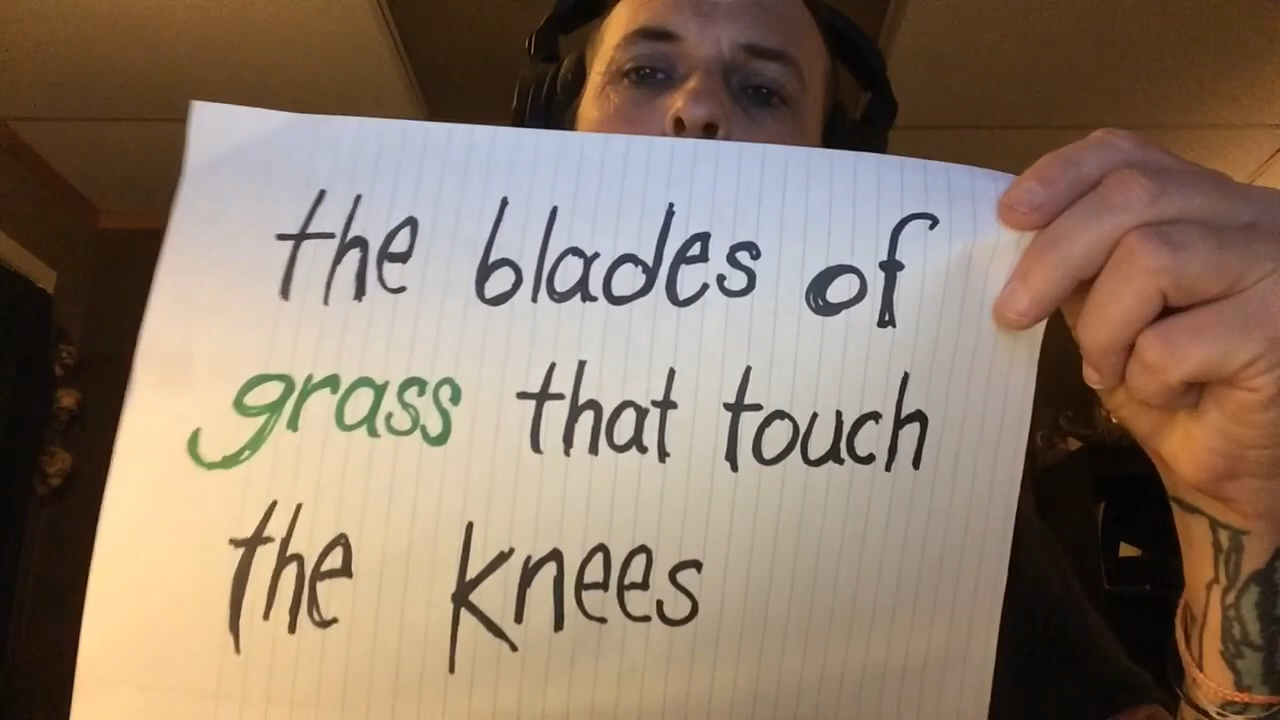 the blades of
grass that touch
the knees